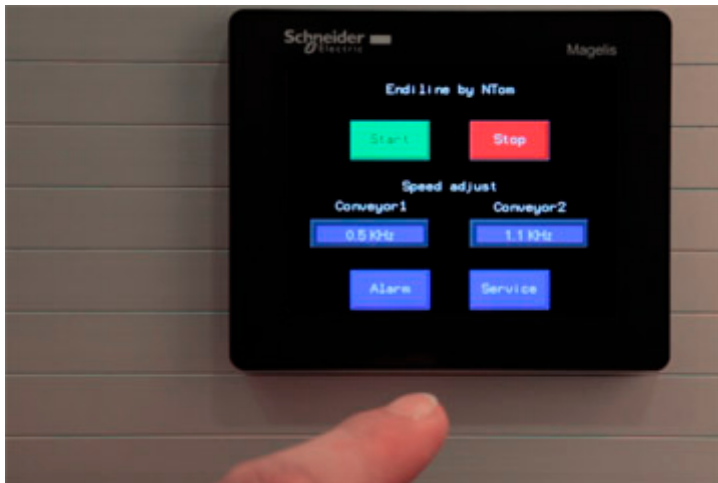 Schneider
Electric
Magelis
Endiline by NTom
Start Stop
Speed adjust
Conveyor1 Conveyor2
0.5 KHz 1.1 KHz
Alarm Service